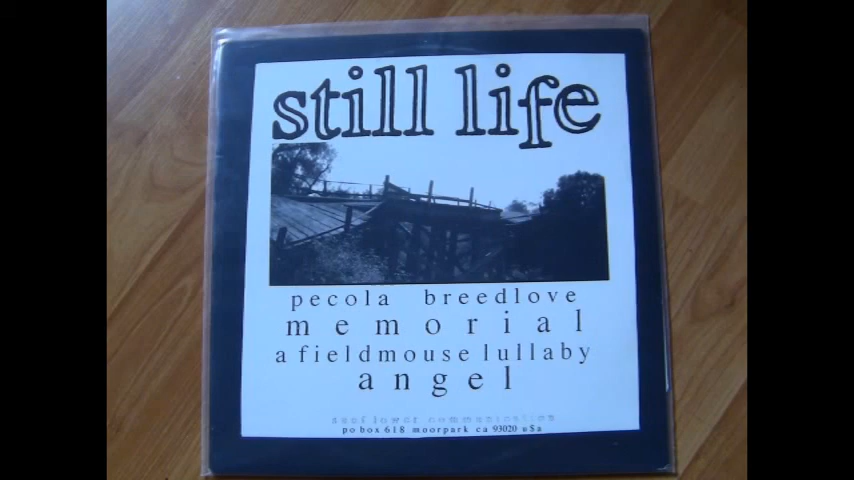 still life
pecola breedlove
memorial
a fieldmouse lullaby
angel
po box 618 moorpark ca 93020 u$a